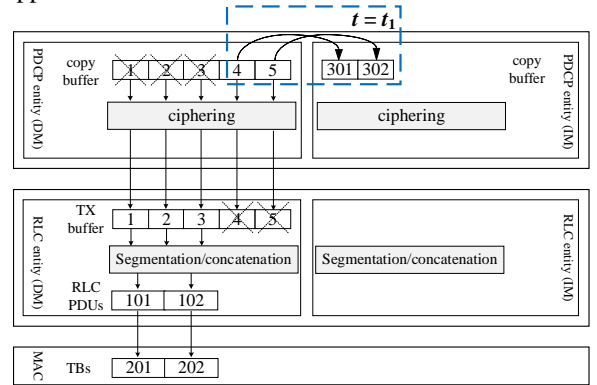 t = t1
PDCP entity (DM)
copy
buffer
1 2 3 4 5
301 302
copy
buffer
PDCP entity (IM)
ciphering
ciphering
RLC entity (DM)
TX
buffer
1 2 3 4 5
RLC entity (IM)
Segmentation/concatenation
Segmentation/concatenation
RLC
PDUs
101 102
MAC
TBs
201 202